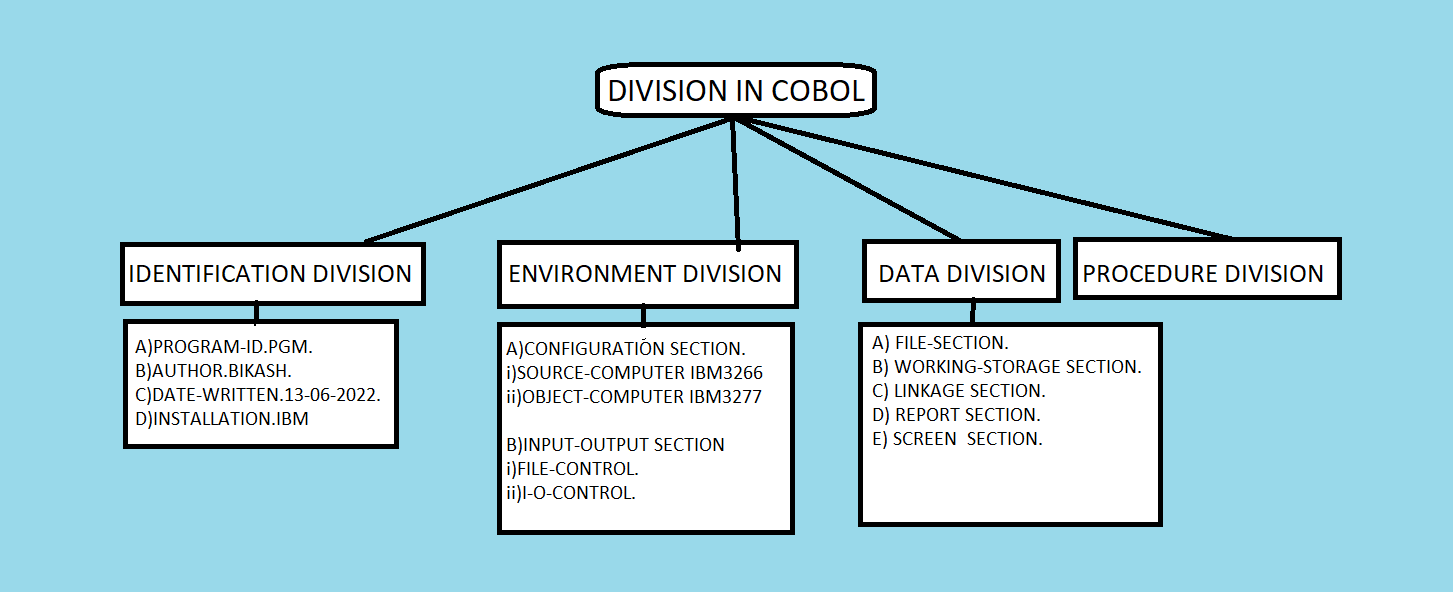 DIVISION IN COBOL
IDENTIFICATION DIVISION
A)PROGRAM-ID.PGM.
B)AUTHOR.BIKASH.
C)DATE-WRITTEN.13-06-2022.
D)INSTALLATION.IBM
ENVIRONMENT DIVISION
A)CONFIGURATION SECTION.
i)SOURCE-COMPUTER IBM3266
ii)OBJECT-COMPUTER IBM3277
B)INPUT-OUTPUT SECTION
i)FILE-CONTROL.
ii)I-O-CONTROL.
DATA DIVISION
A) FILE-SECTION.
B) WORKING-STORAGE SECTION.
C) LINKAGE SECTION.
D) REPORT SECTION.
E) SCREEN  SECTION.
PROCEDURE DIVISION